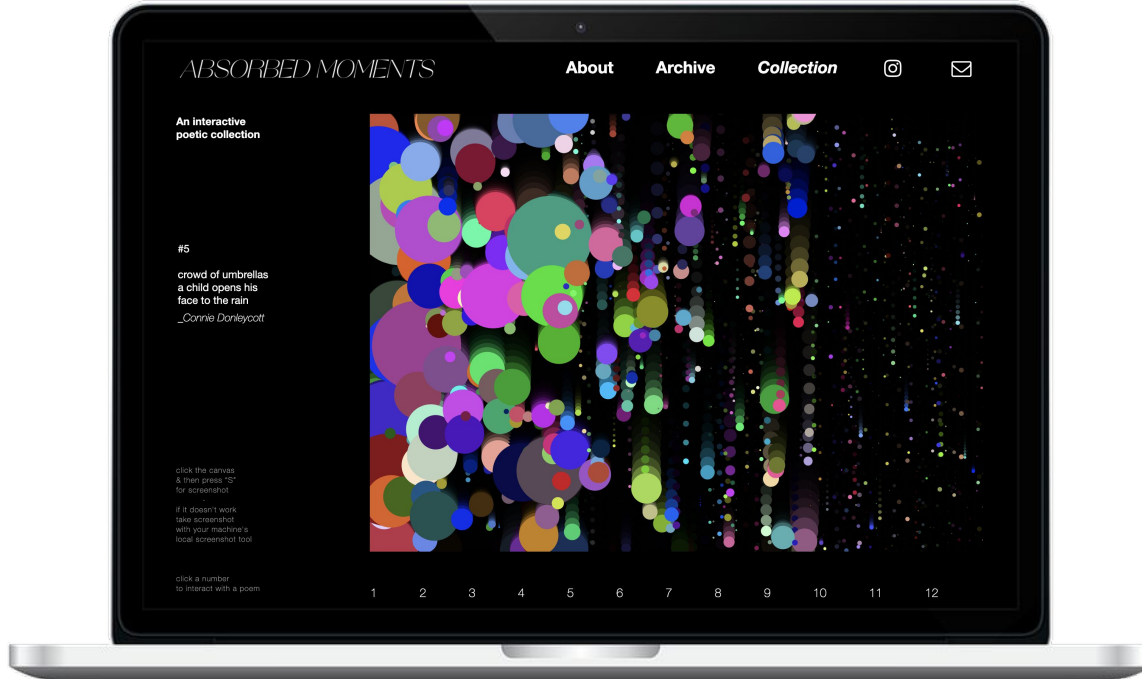 ABSORBED MOMENTS
About
Archive
Collection
An interactive
poetic collection
#5
crowd of umbrellas
a child opens his
face to the rain
_Connie Donleycott
click the canvas
& then press "S"
for screenshot
.
if it doesn't work
take screenshot
with your machine's
local screenshot tool
click a number
to interact with a poem
1 2 3 4 5 6 7 8 9 10 11 12